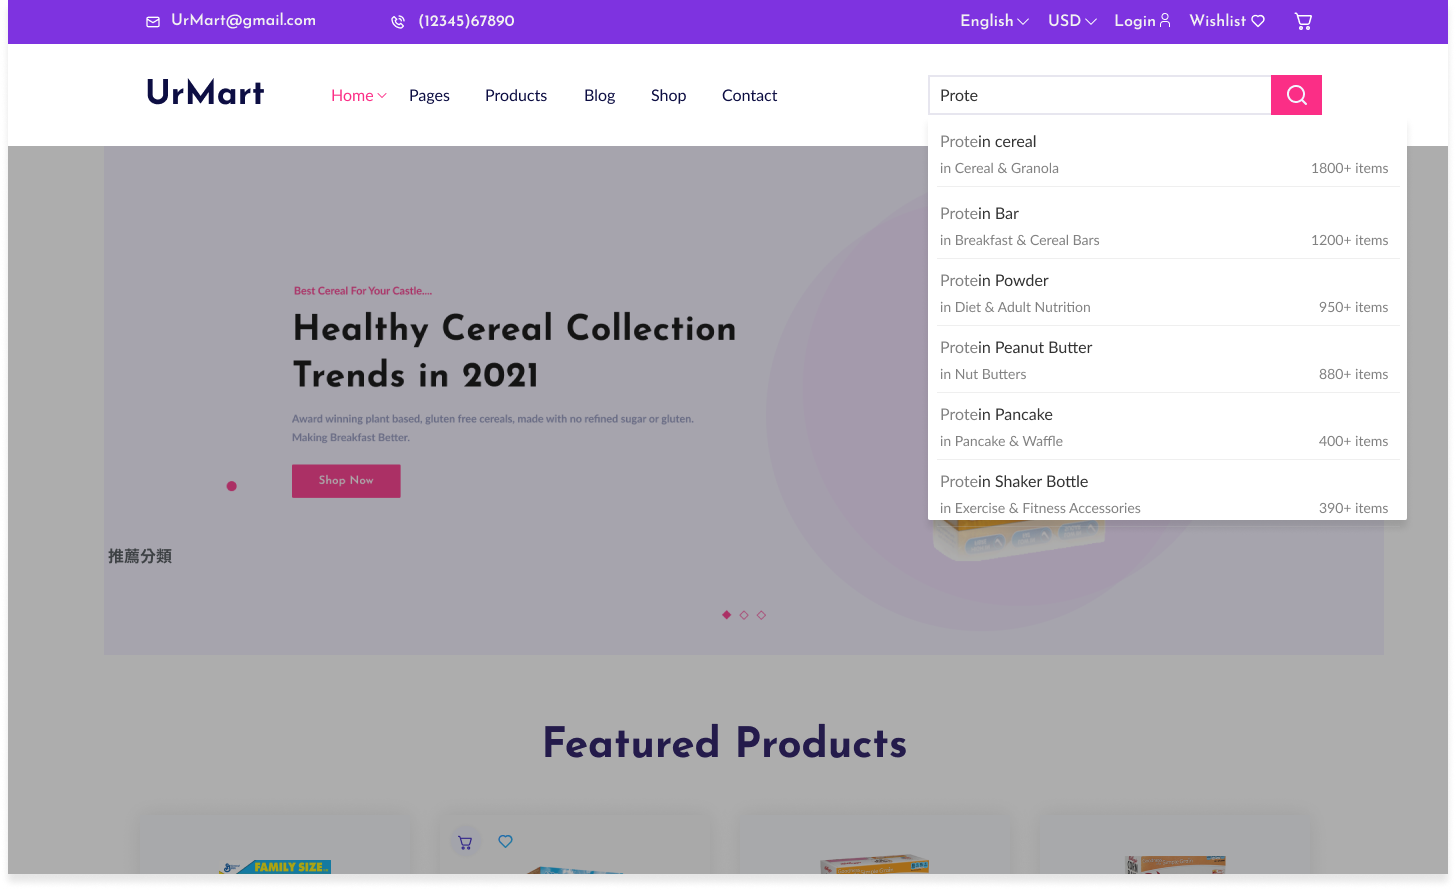 UrMart@gmail.com
(12345)67890
English
USD
Login
Wishlist
UrMart
Home
Pages
Products
Blog
Shop
Contact
Prote
Protein cereal
in Cereal & Granola
1800+ items
Protein Bar
in Breakfast & Cereal Bars
1200+ items
Protein Powder
in Diet & Adult Nutrition
950+ items
Protein Peanut Butter
in Nut Butters
880+ items
Protein Pancake
in Pancake & Waffle
400+ items
Protein Shaker Bottle
in Exercise & Fitness Accessories
390+ items
Best Cereal For Your Castle....
Healthy Cereal Collection
Trends in 2021
Award winning plant based, gluten free cereals, made with no refined sugar or gluten.
Making Breakfast Better.
Shop Now
推薦分類
Featured Products
FAMILY SIZE